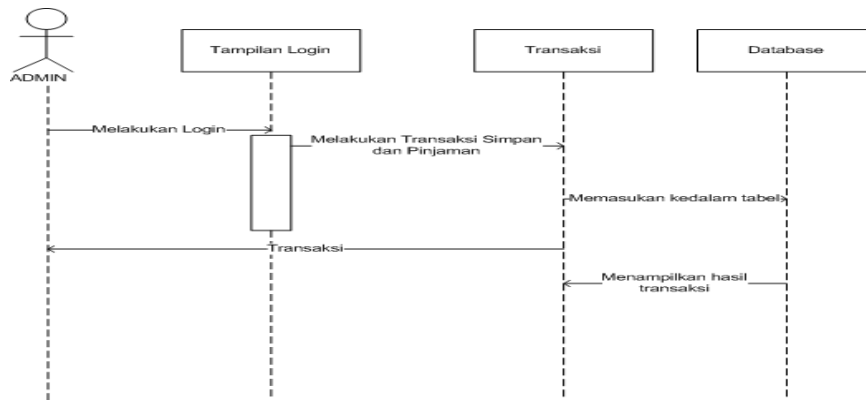 Tampilan Login
Transaksi
Database
ADMIN
Melakukan Login
Melakukan Transaksi Simpan
dan Pinjaman
Memasukan kedalam tabel
Transaksi
Menampilkan hasil
transaksi